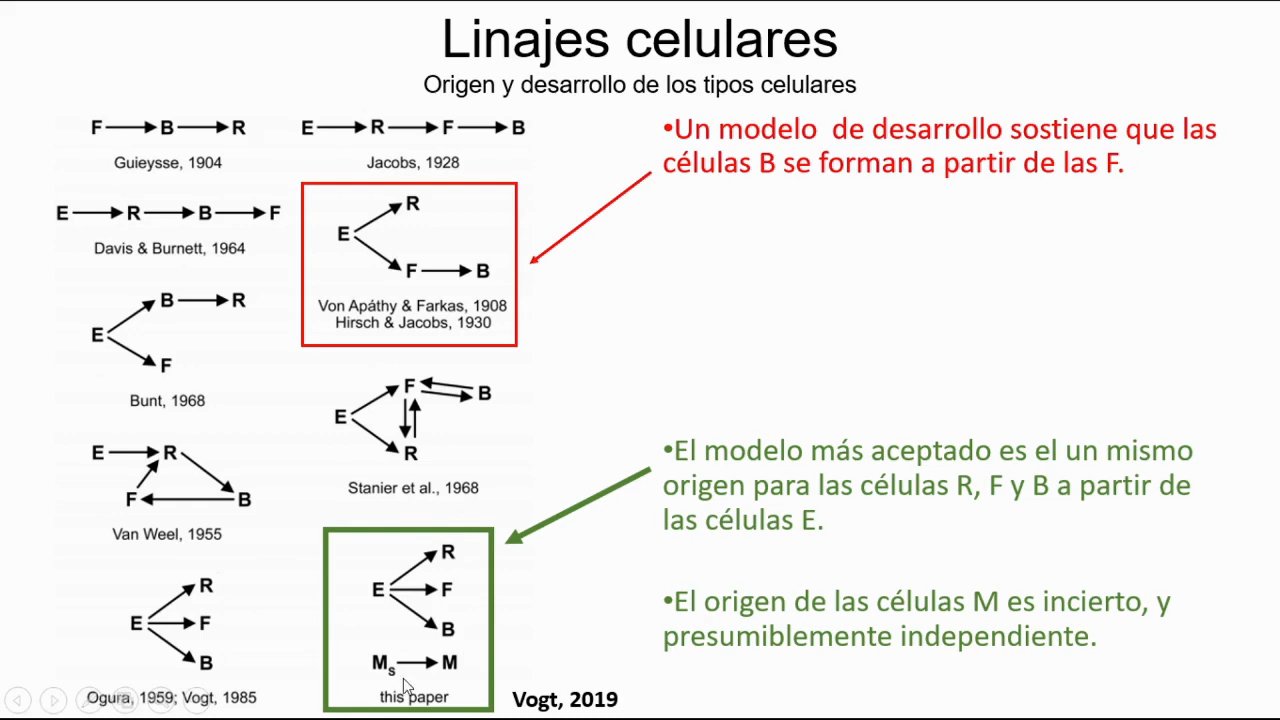 Linajes celulares
Origen y desarrollo de los tipos celulares
F B R
Guieysse, 1904
E R F B
Jacobs, 1928
E R B F
Davis & Burnett, 1964
R
E
F B
Von Apáthy & Farkas, 1908
Hirsch & Jacobs, 1930
B R
E
F
Bunt, 1968
F B
E
R
Stanier et al., 1968
E R
F B
Van Weel, 1955
R
E F
B
Ogura, 1959; Vogt, 1985
R
E F
B
Ms M
this paper
Vogt, 2019
•Un modelo de desarrollo sostiene que las
células B se forman a partir de las F.
•El modelo más aceptado es el un mismo
origen para las células R, F y B a partir de
las células E.
•El origen de las células M es incierto, y
presumiblemente independiente.